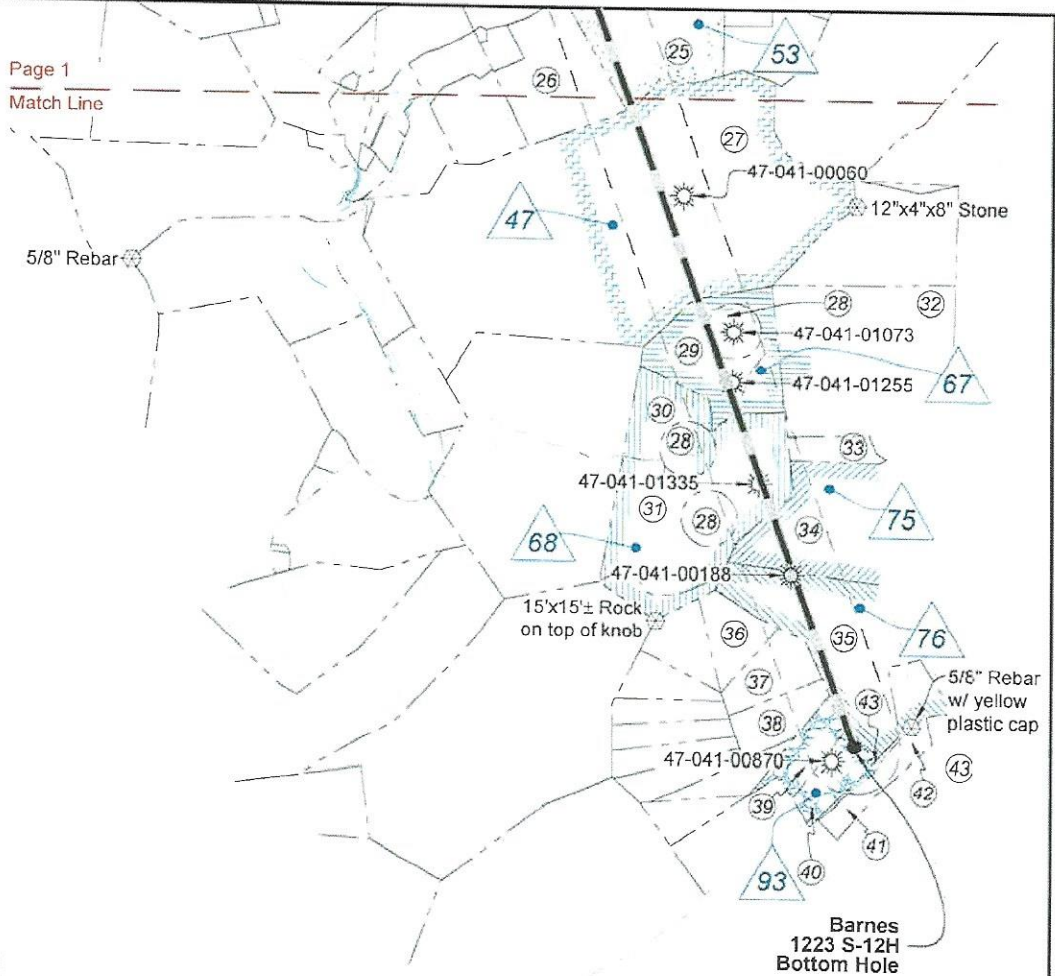 53
25
Page 1
26
Match Line
27
47-041-00060
12"x4"x8" Stone
47
5/8" Rebar
28
32
47-041-01073
29
67
47-041-01255
30
28
33
47-041-01335
31
28
75
34
68
47-041-00188
15'x15'± Rock
on top of knob
36
35
76
5/8" Rebar
w/ yellow
plastic cap
37
43
38
47-041-00870
43
42
39
41
40
93
Barnes
1223 S-12H
Bottom Hole